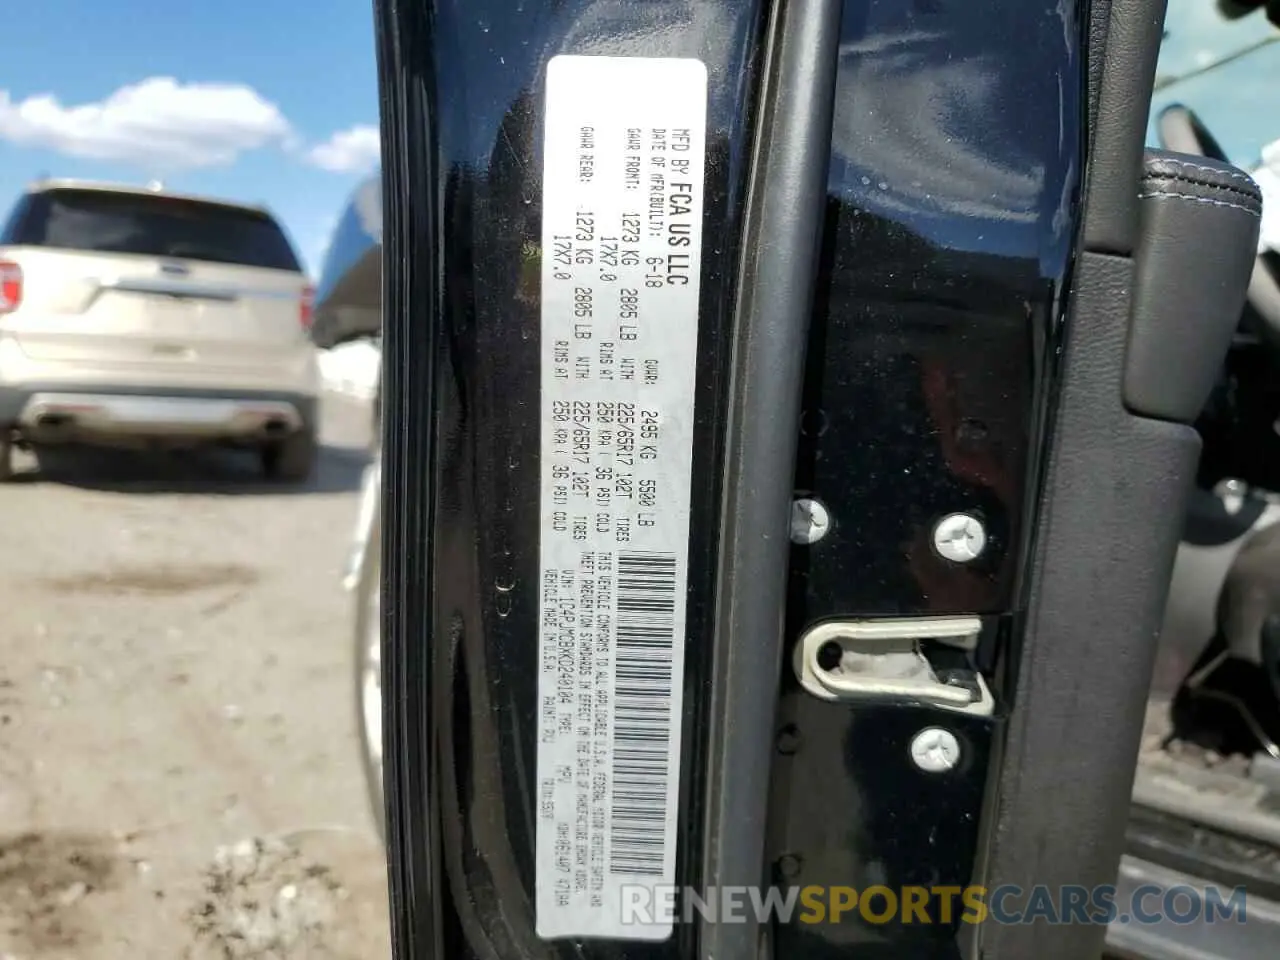 MFD BY FCA US LLC
DATE OF MFR(BUILT): 6-18 GVWR: 2495 KG 5500 LB
GAWR FRONT: 1273 KG 2805 LB WITH 225/65R17 102T TIRES
17X7.0 RIMS AT 250 KPA ( 36 PSI) COLD
GAWR REAR: 1273 KG 2805 LB WITH 225/65R17 102T TIRES
17X7.0 RIMS AT 250 KPA ( 36 PSI) COLD
THIS VEHICLE CONFORMS TO ALL APPLICABLE U.S.A. FEDERAL MOTOR VEHICLE SAFETY AND
THEFT PREVENTION STANDARDS IN EFFECT ON THE DATE OF MANUFACTURE SHOWN ABOVE.
VIN: 1C4PJMCBXKD240104 TYPE: MPV
VEHICLE MADE IN U.S.A. PAINT: PXJ
RENEWSPORTSCARS.COM